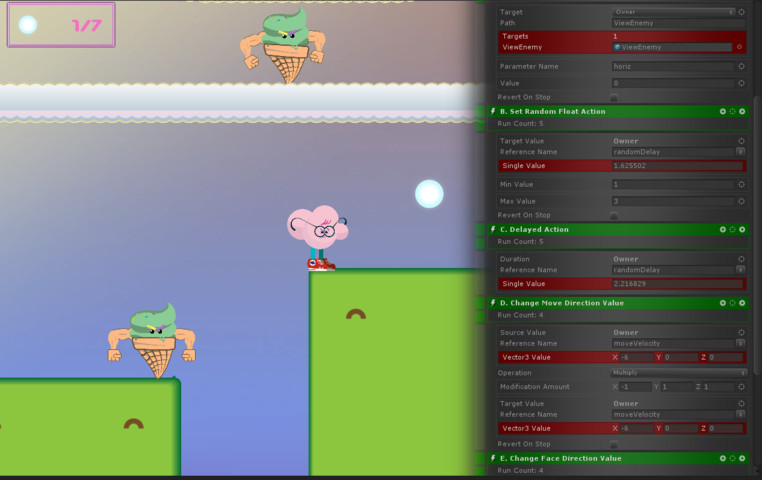 1/7
Target Owner
Path ViewEnemy
Targets 1
ViewEnemy ViewEnemy
Parameter Name horiz
Value 0
Revert On Stop
B. Set Random Float Action
Run Count: 5
Target Value Owner
Reference Name randomDelay
Single Value 1.625502
Min Value 1
Max Value 3
Revert On Stop
C. Delayed Action
Run Count: 5
Duration Owner
Reference Name randomDelay
Single Value 2.216829
D. Change Move Direction Value
Run Count: 4
Source Value Owner
Reference Name moveVelocity
Vector3 Value X -6 Y 0 Z 0
Operation Multiply
Modification Amount X -1 Y 1 Z 1
Target Value Owner
Reference Name moveVelocity
Vector3 Value X -6 Y 0 Z 0
Revert On Stop
E. Change Face Direction Value
Run Count: 4